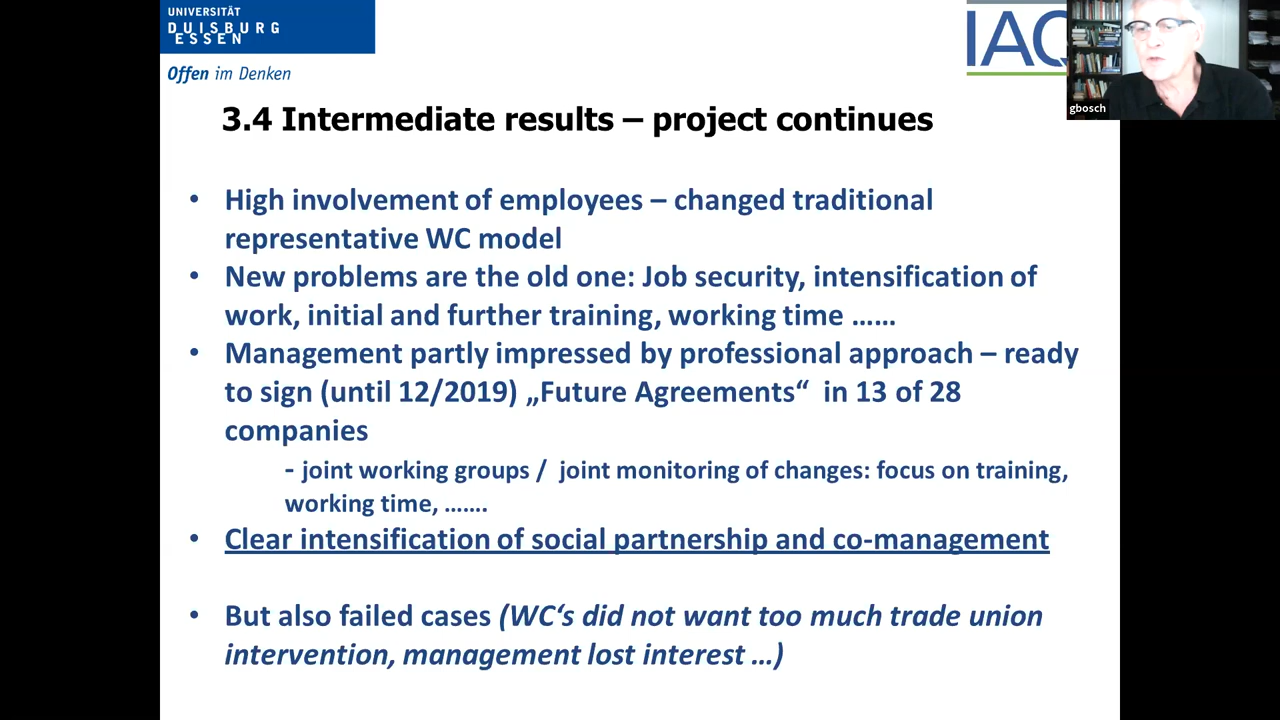 UNIVERSITÄT
DUISBURG
ESSEN
Offen im Denken
IAQ
gbosch
3.4 Intermediate results – project continues
• High involvement of employees – changed traditional
representative WC model
• New problems are the old one: Job security, intensification of
work, initial and further training, working time ……
• Management partly impressed by professional approach – ready
to sign (until 12/2019) „Future Agreements“ in 13 of 28
companies
- joint working groups / joint monitoring of changes: focus on training,
working time, …….
• Clear intensification of social partnership and co-management
• But also failed cases (WC‘s did not want too much trade union
intervention, management lost interest …)